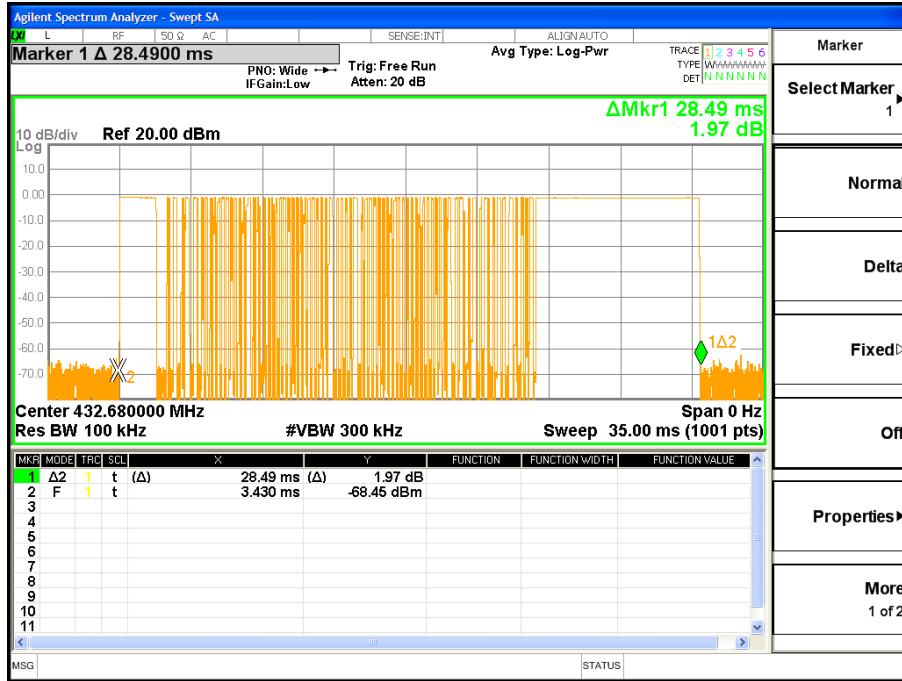 Agilent Spectrum Analyzer - Swept SA
LXI L RF 50 Ω AC SENSE:INT ALIGNAUTO
Marker 1 Δ 28.4900 ms
PNO: Wide
IFGain:Low
Trig: Free Run
Atten: 20 dB
Avg Type: Log-Pwr
TRACE 1 2 3 4 5 6
TYPE W
DET N N N N N N
ΔMkr1 28.49 ms
1.97 dB
10 dB/div Ref 20.00 dBm
Log
10.0
0.00
-10.0
-20.0
-30.0
-40.0
-50.0
-60.0
-70.0
2
1Δ2
Center 432.680000 MHz Span 0 Hz
Res BW 100 kHz #VBW 300 kHz Sweep 35.00 ms (1001 pts)
MKR MODE TRC SCL X Y FUNCTION FUNCTION WIDTH FUNCTION VALUE
1 Δ2 1 t (Δ) 28.49 ms (Δ) 1.97 dB
2 F 1 t 3.430 ms -68.45 dBm
3
4
5
6
7
8
9
10
11
MSG STATUS
Marker
Select Marker
1
Normal
Delta
Fixed
Off
Properties
More
1 of 2